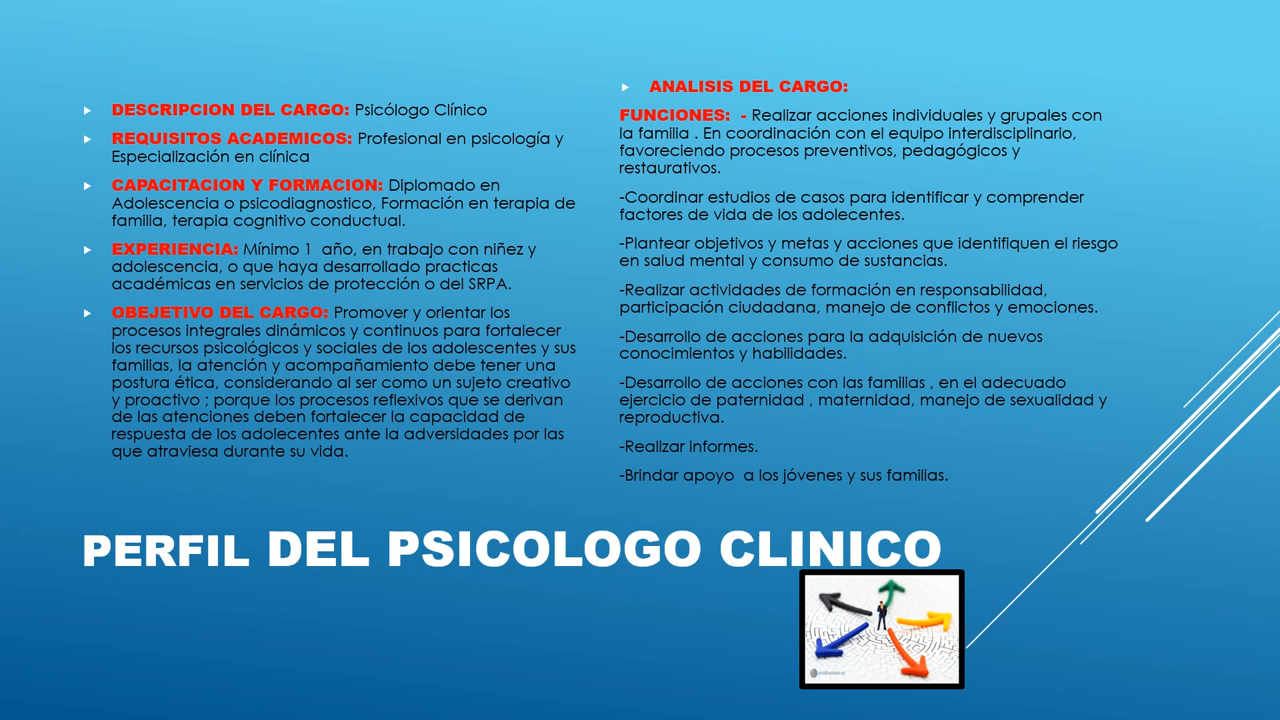 DESCRIPCION DEL CARGO: Psicólogo Clínico
REQUISITOS ACADEMICOS: Profesional en psicología y
Especialización en clínica
CAPACITACION Y FORMACION: Diplomado en
Adolescencia o psicodiagnostico, Formación en terapia de
familia, terapia cognitivo conductual.
EXPERIENCIA: Mínimo 1 año, en trabajo con niñez y
adolescencia, o que haya desarrollado practicas
académicas en servicios de protección o del SRPA.
OBEJETIVO DEL CARGO: Promover y orientar los
procesos integrales dinámicos y continuos para fortalecer
los recursos psicológicos y sociales de los adolescentes y sus
familias, la atención y acompañamiento debe tener una
postura ética, considerando al ser como un sujeto creativo
y proactivo ; porque los procesos reflexivos que se derivan
de las atenciones deben fortalecer la capacidad de
respuesta de los adolecentes ante la adversidades por las
que atraviesa durante su vida.
ANALISIS DEL CARGO:
FUNCIONES: - Realizar acciones individuales y grupales con
la familia . En coordinación con el equipo interdisciplinario,
favoreciendo procesos preventivos, pedagógicos y
restaurativos.
-Coordinar estudios de casos para identificar y comprender
factores de vida de los adolecentes.
-Plantear objetivos y metas y acciones que identifiquen el riesgo
en salud mental y consumo de sustancias.
-Realizar actividades de formación en responsabilidad,
participación ciudadana, manejo de conflictos y emociones.
-Desarrollo de acciones para la adquisición de nuevos
conocimientos y habilidades.
-Desarrollo de acciones con las familias , en el adecuado
ejercicio de paternidad , maternidad, manejo de sexualidad y
reproductiva.
-Realizar informes.
-Brindar apoyo a los jóvenes y sus familias.
PERFIL DEL PSICOLOGO CLINICO